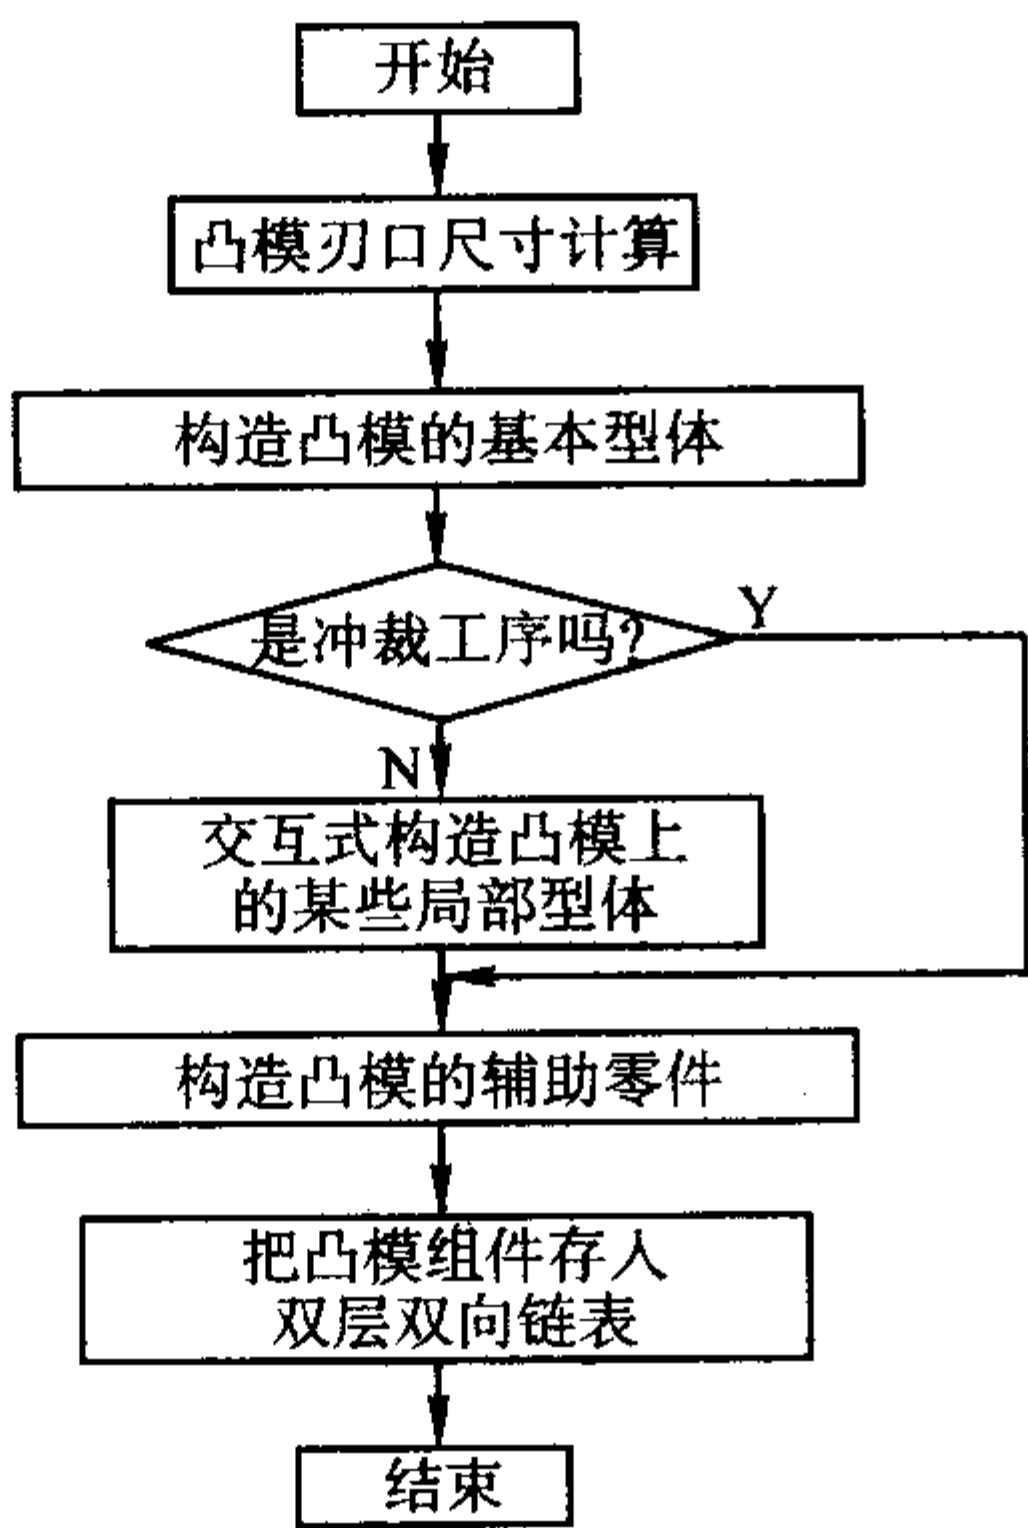 开始
凸模刃口尺寸计算
构造凸模的基本型体
是冲裁工序吗?
Y
N
交互式构造凸模上
的某些局部型体
构造凸模的辅助零件
把凸模组件存入
双层双向链表
结束